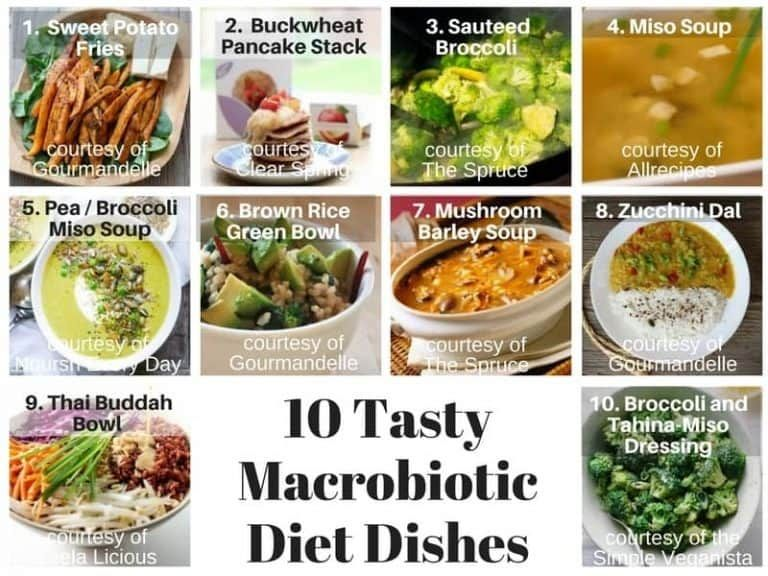 1. Sweet Potato
Fries
courtesy of
Gourmandelle
2. Buckwheat
Pancake Stack
courtesy of
Clear Spring
3. Sauteed
Broccoli
courtesy of
The Spruce
4. Miso Soup
courtesy of
Allrecipes
5. Pea / Broccoli
Miso Soup
courtesy of
Nourish Every Day
6. Brown Rice
Green Bowl
courtesy of
Gourmandelle
7. Mushroom
Barley Soup
courtesy of
The Spruce
8. Zucchini Dal
courtesy of
Gourmandelle
9. Thai Buddah
Bowl
courtesy of
Licious
10 Tasty
Macrobiotic
Diet Dishes
10. Broccoli and
Tahina-Miso
Dressing
courtesy of the
Simple Veganista